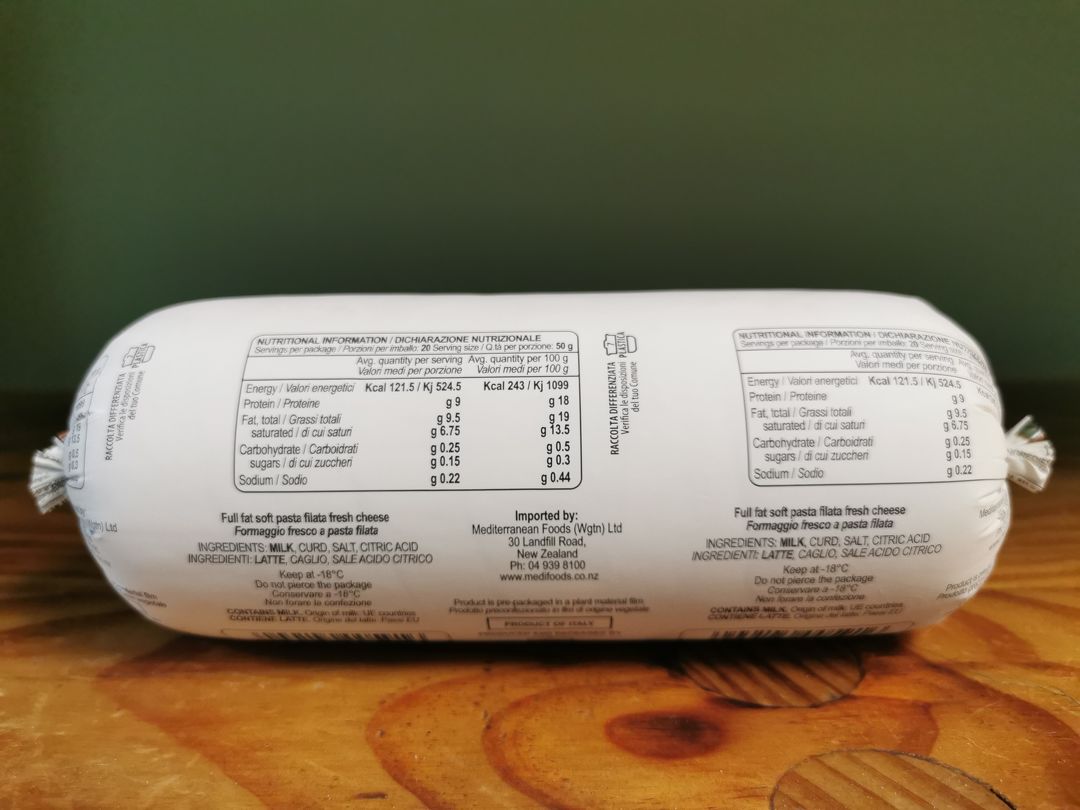 RACCOLTA DIFFERENZIATA
Verifica le disposizioni
del tuo Comune
PLASTICA
NUTRITIONAL INFORMATION / DICHIARAZIONE NUTRIZIONALE
Servings per package / Porzioni per imballo: 20 Serving size / Q.tà per porzione: 50 g
Avg. quantity per serving Avg. quantity per 100 g
Valori medi per porzione Valori medi per 100 g
Energy / Valori energetici Kcal 121.5 / Kj 524.5 Kcal 243 / Kj 1099
Protein / Proteine g 9 g 18
Fat, total / Grassi totali g 9.5 g 19
saturated / di cui saturi g 6.75 g 13.5
Carbohydrate / Carboidrati g 0.25 g 0.5
sugars / di cui zuccheri g 0.15 g 0.3
Sodium / Sodio g 0.22 g 0.44
Full fat soft pasta filata fresh cheese
Formaggio fresco a pasta filata
INGREDIENTS: MILK, CURD, SALT, CITRIC ACID
INGREDIENTI: LATTE, CAGLIO, SALE ACIDO CITRICO
Keep at -18°C
Do not pierce the package
Conservare a -18°C
Non forare la confezione
CONTAINS MILK. Origin of milk: UE countries
CONTIENE LATTE. Origine del latte: Paesi EU
Imported by:
Mediterranean Foods (Wgtn) Ltd
30 Landfill Road,
New Zealand
Ph: 04 939 8100
www.medifoods.co.nz
Product is pre-packaged in a plant material film
Prodotto preconfezionato in film di origine vegetale
PRODUCT OF ITALY
PRODUCED AND PACKAGED BY
RACCOLTA DIFFERENZIATA
Verifica le disposizioni
del tuo Comune
PLASTICA
NUTRITIONAL INFORMATION / DICHIARAZIONE
Servings per package / Porzioni per imballo: 20 Serving
Avg. quantity per serving
Valori medi per porzione
Energy / Valori energetici Kcal 121.5 / Kj 524.5
Protein / Proteine g 9
Fat, total / Grassi totali g 9.5
saturated / di cui saturi g 6.75
Carbohydrate / Carboidrati g 0.25
sugars / di cui zuccheri g 0.15
Sodium / Sodio g 0.22
Full fat soft pasta filata fresh cheese
Formaggio fresco a pasta filata
INGREDIENTS: MILK, CURD, SALT, CITRIC ACID
INGREDIENTI: LATTE, CAGLIO, SALE ACIDO CITRICO
Keep at -18°C
Do not pierce the package
Conservare a -18°C
Non forare la confezione
CONTAINS MILK. Origin of milk: UE countries
CONTIENE LATTE. Origine del latte: Paesi EU